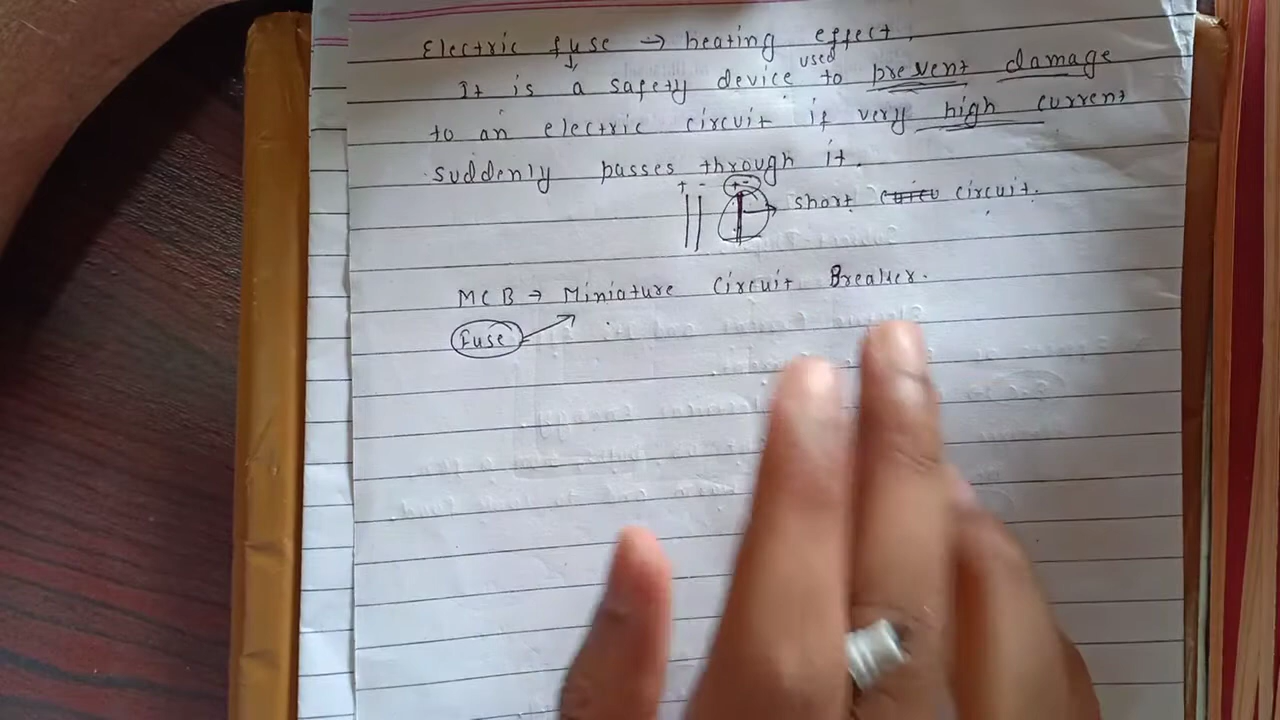 Electric fuse → heating effect.
↓
It is a safety device used to prevent damage
to an electric circuit if very high current
suddenly passes through it.
+ - + - short circuit.
MCB → Miniature Circuit Breaker.
Fuse